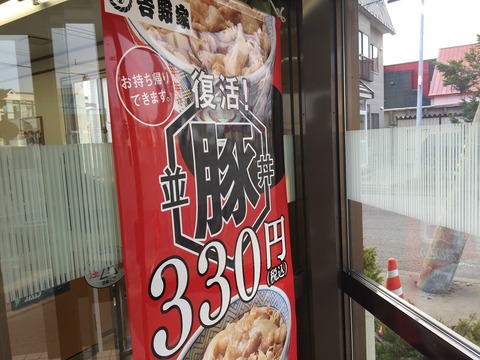 吉野家
お持ち帰り
できます。
復活!
並
豚
丼
330円
(税込)